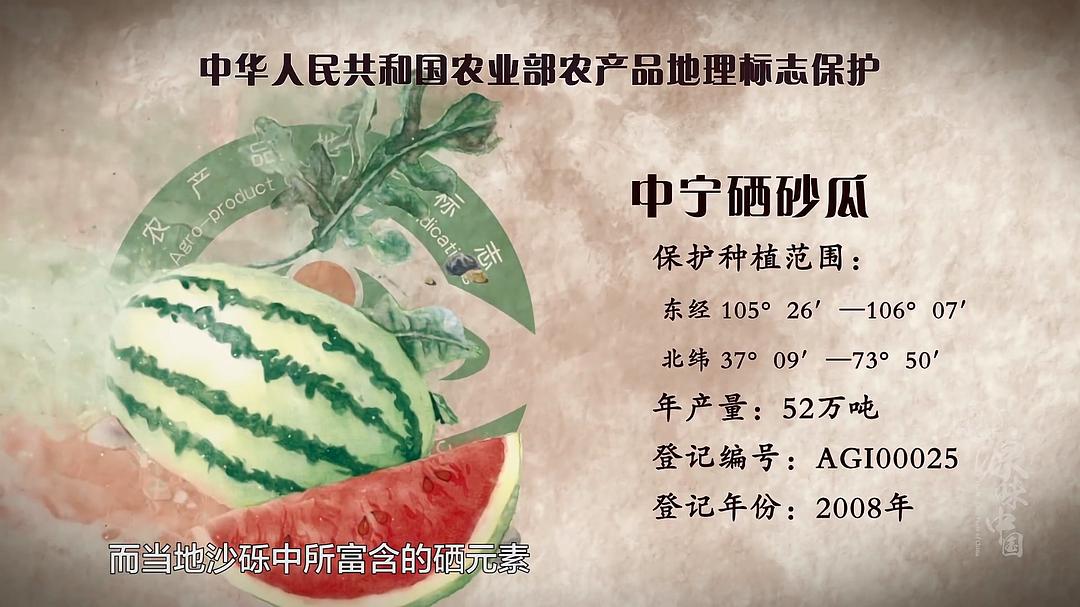 中华人民共和国农业部农产品地理标志保护
农产品地 标志
Agro-product dicatio s
中宁硒砂瓜
保护种植范围：
东经 105° 26′ —106° 07′
北纬 37° 09′ —73° 50′
年产量：52万吨
登记编号：AGI00025
登记年份：2008年
源味中国
而当地沙砾中所富含的硒元素